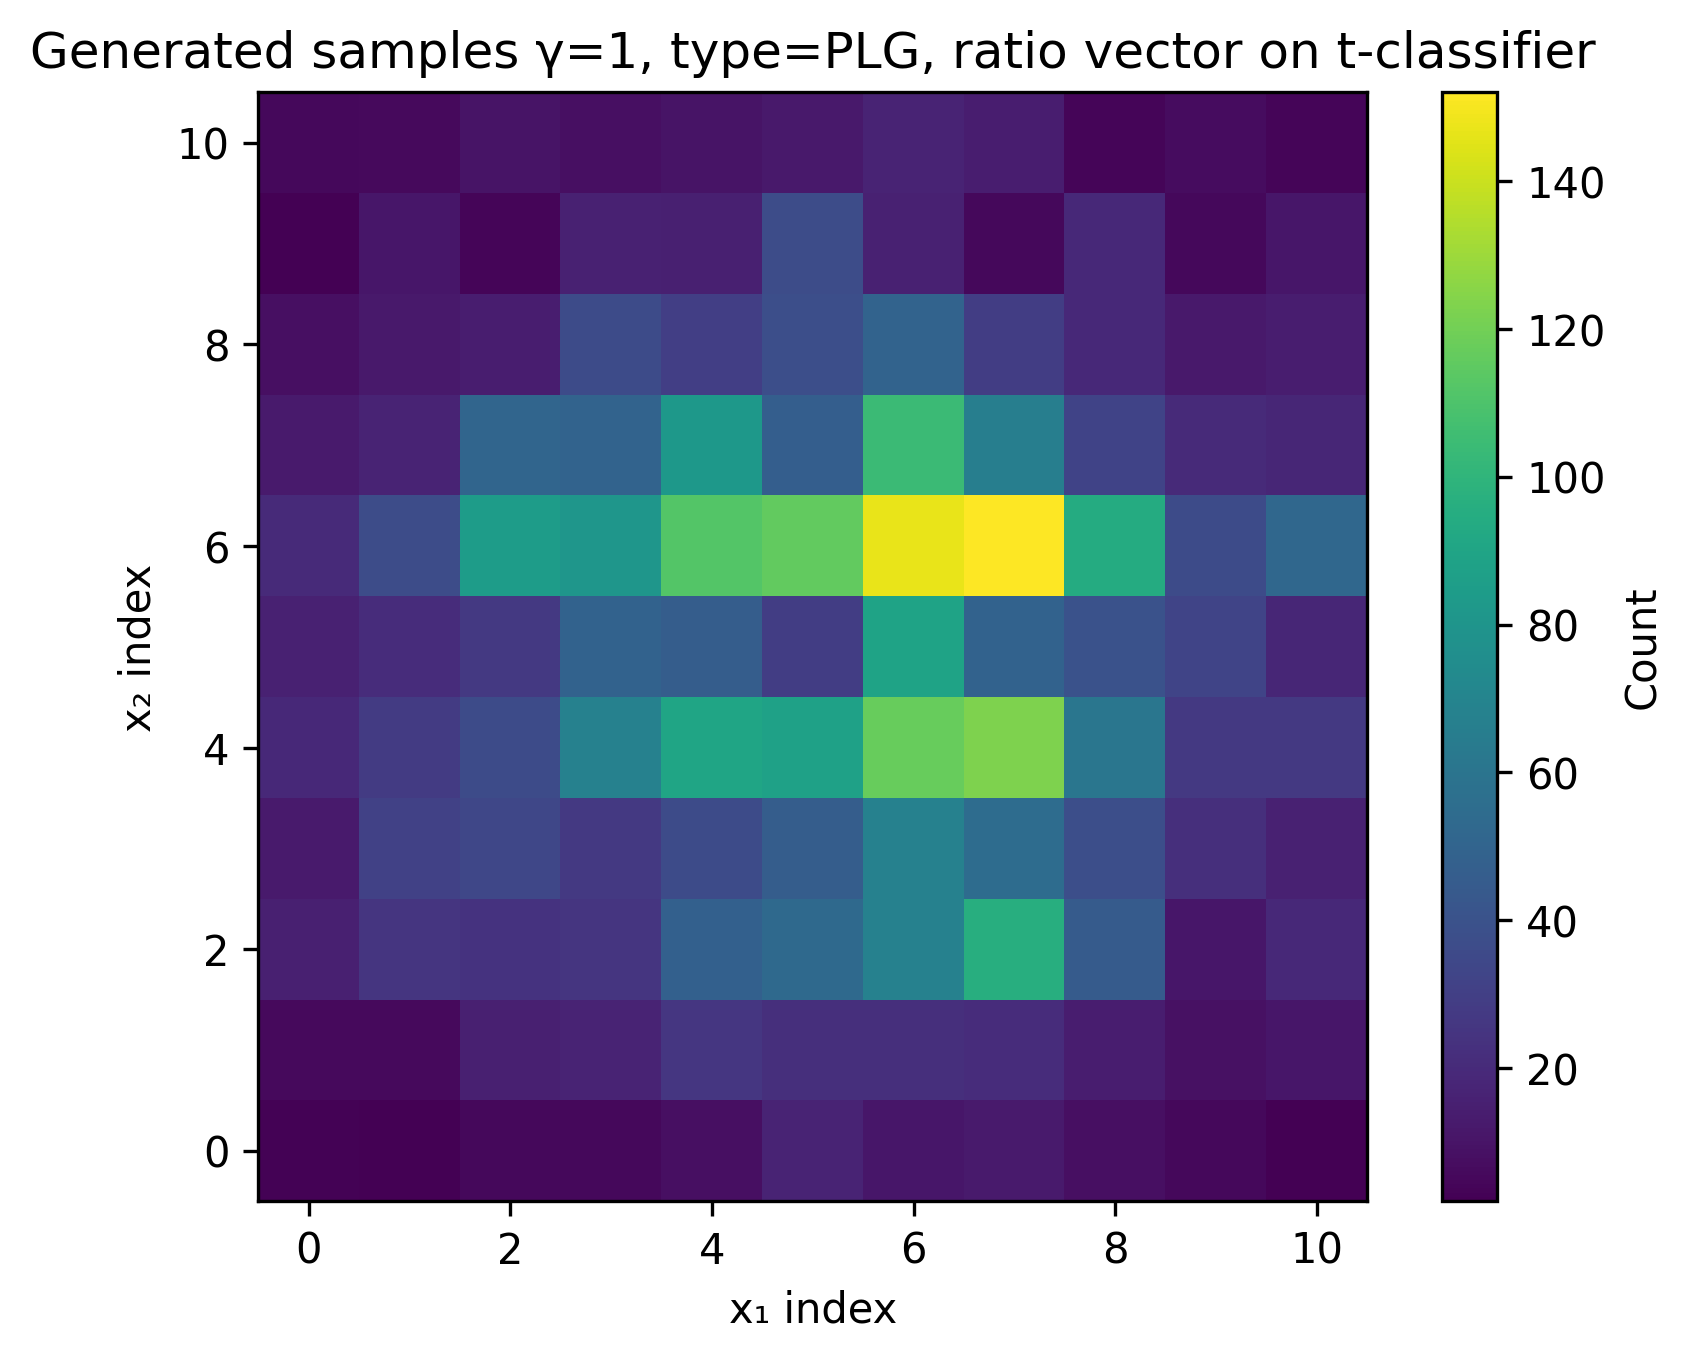 Generated samples γ=1, type=PLG, ratio vector on t-classifier
10
8
6
4
2
0
x₂ index
0 2 4 6 8 10
x₁ index
140
120
100
80
60
40
20
Count